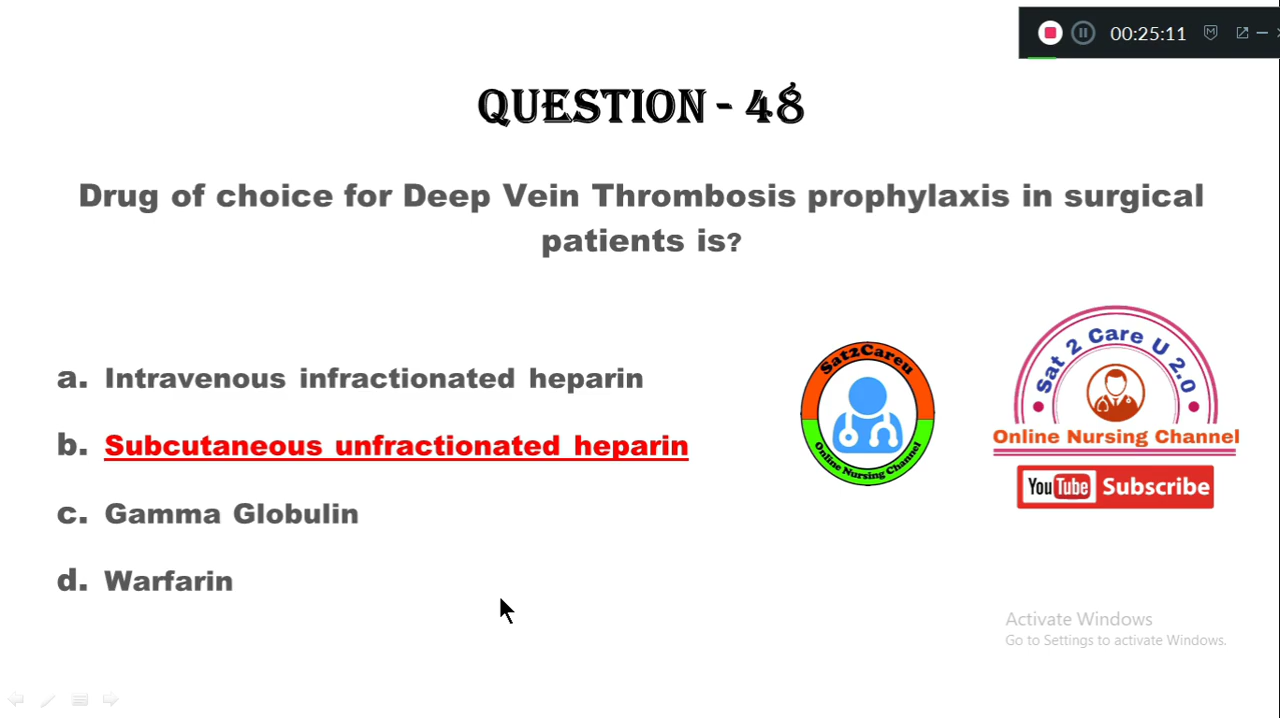 00:25:11
QUESTION - 48
Drug of choice for Deep Vein Thrombosis prophylaxis in surgical
patients is?
a. Intravenous infractionated heparin
b. Subcutaneous unfractionated heparin
c. Gamma Globulin
d. Warfarin
Sat2Careu
Online Nursing Channel
Sat 2 Care U 2.0
Online Nursing Channel
YouTube Subscribe
Activate Windows
Go to Settings to activate Windows.